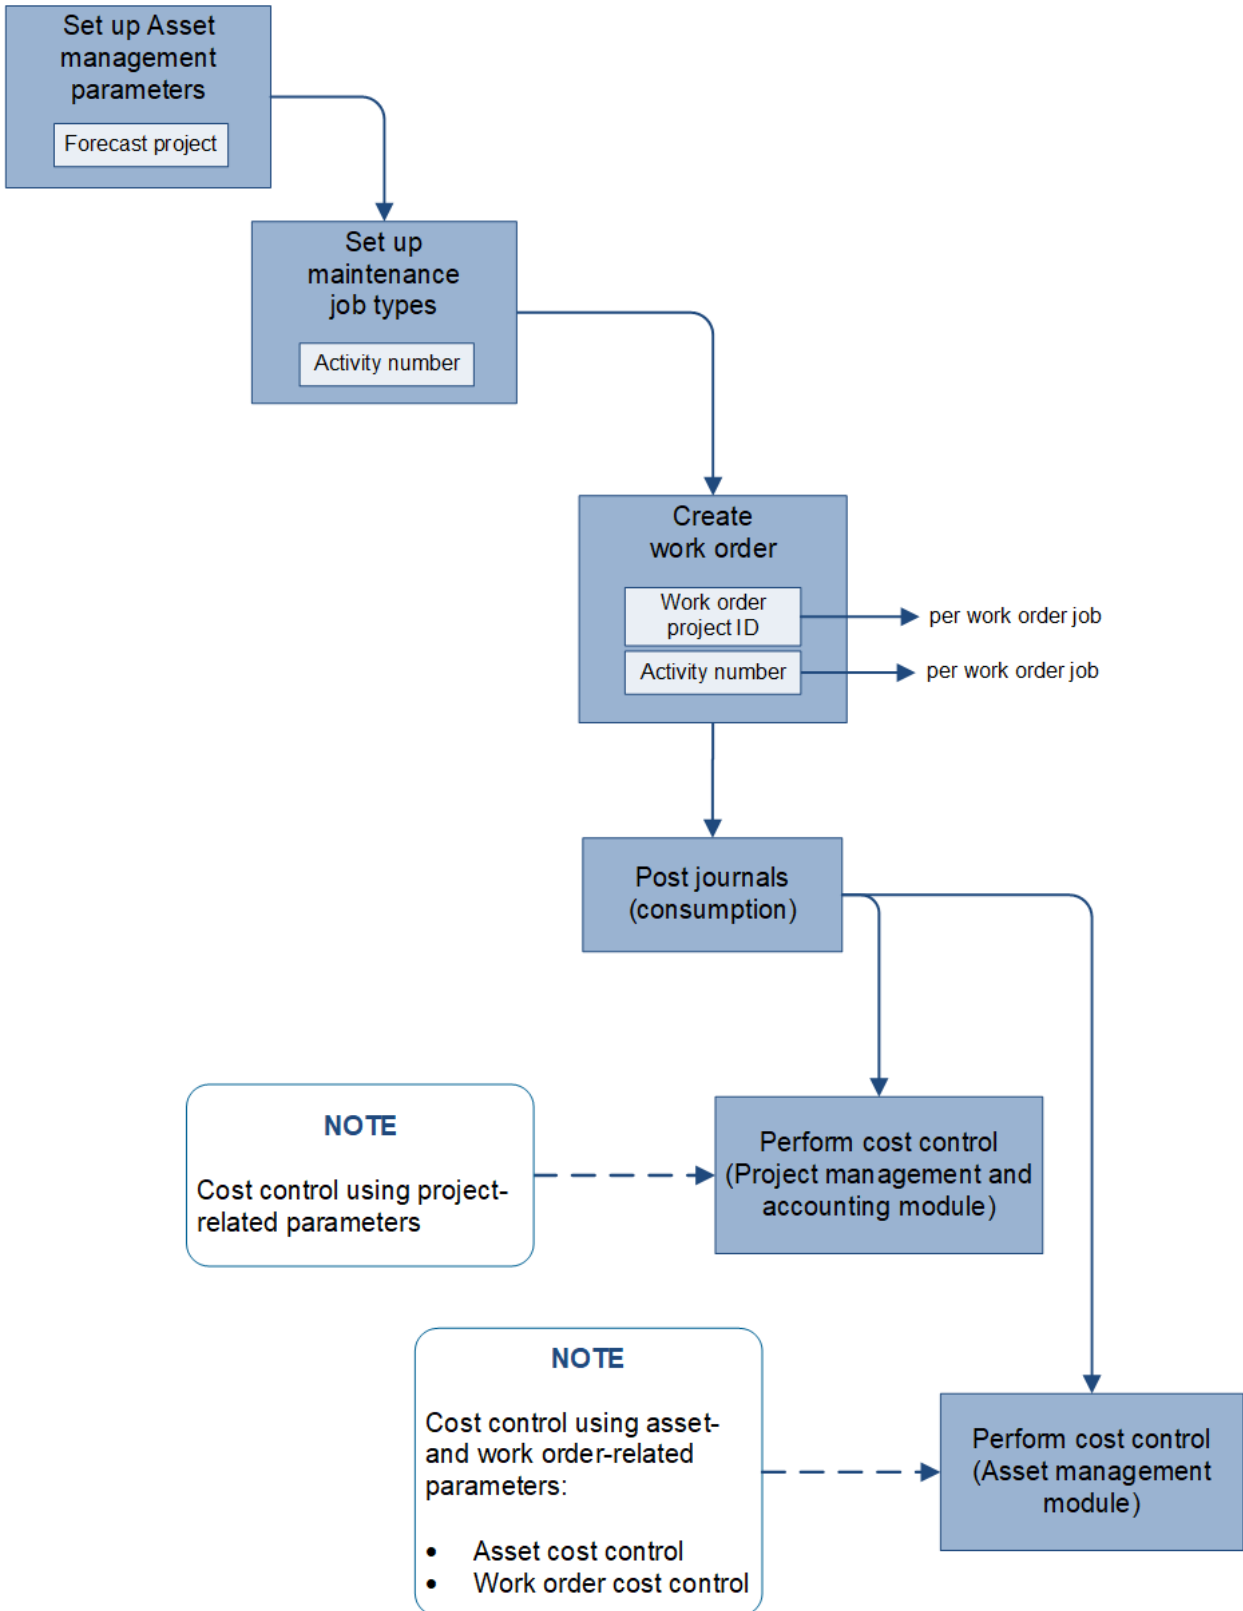 Set up Asset
management
parameters
Forecast project
Set up
maintenance
job types
Activity number
Create
work order
Work order
project ID
per work order job
Activity number
per work order job
Post journals
(consumption)
NOTE
Cost control using project-
related parameters
Perform cost control
(Project management and
accounting module)
NOTE
Cost control using asset-
and work order-related
parameters:
• Asset cost control
• Work order cost control
Perform cost control
(Asset management
module)